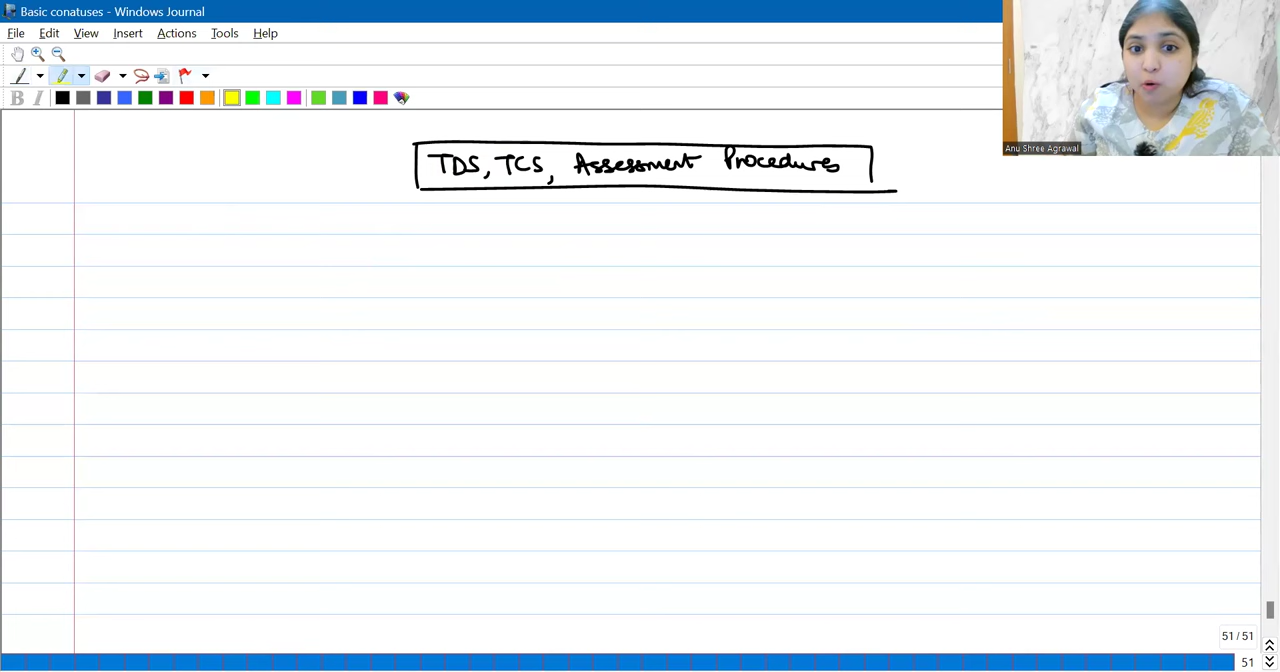 Basic conatuses - Windows Journal
File Edit View Insert Actions Tools Help
B I
TDS, TCS, Assessment Procedures
Anu Shree Agrawal
51 / 51
51